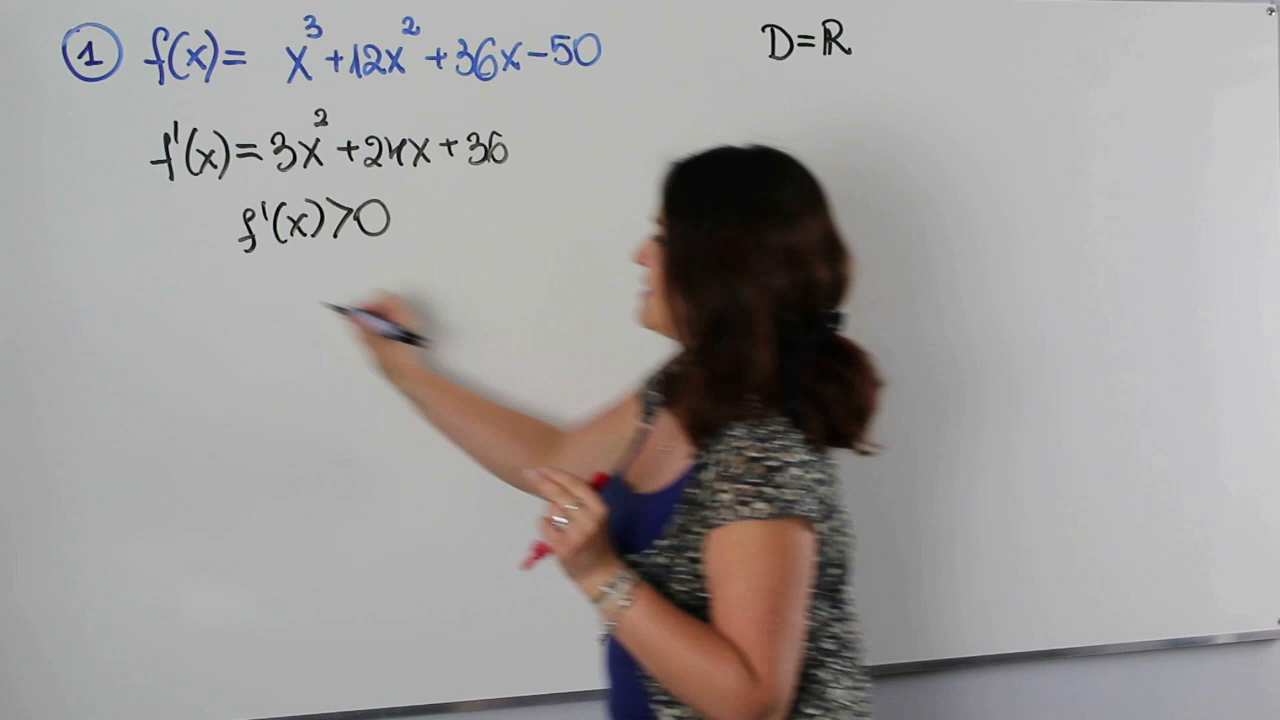 ① f(x)= x³+12x²+36x-50
D=ℝ
f'(x)=3x²+24x+36
f'(x)>0